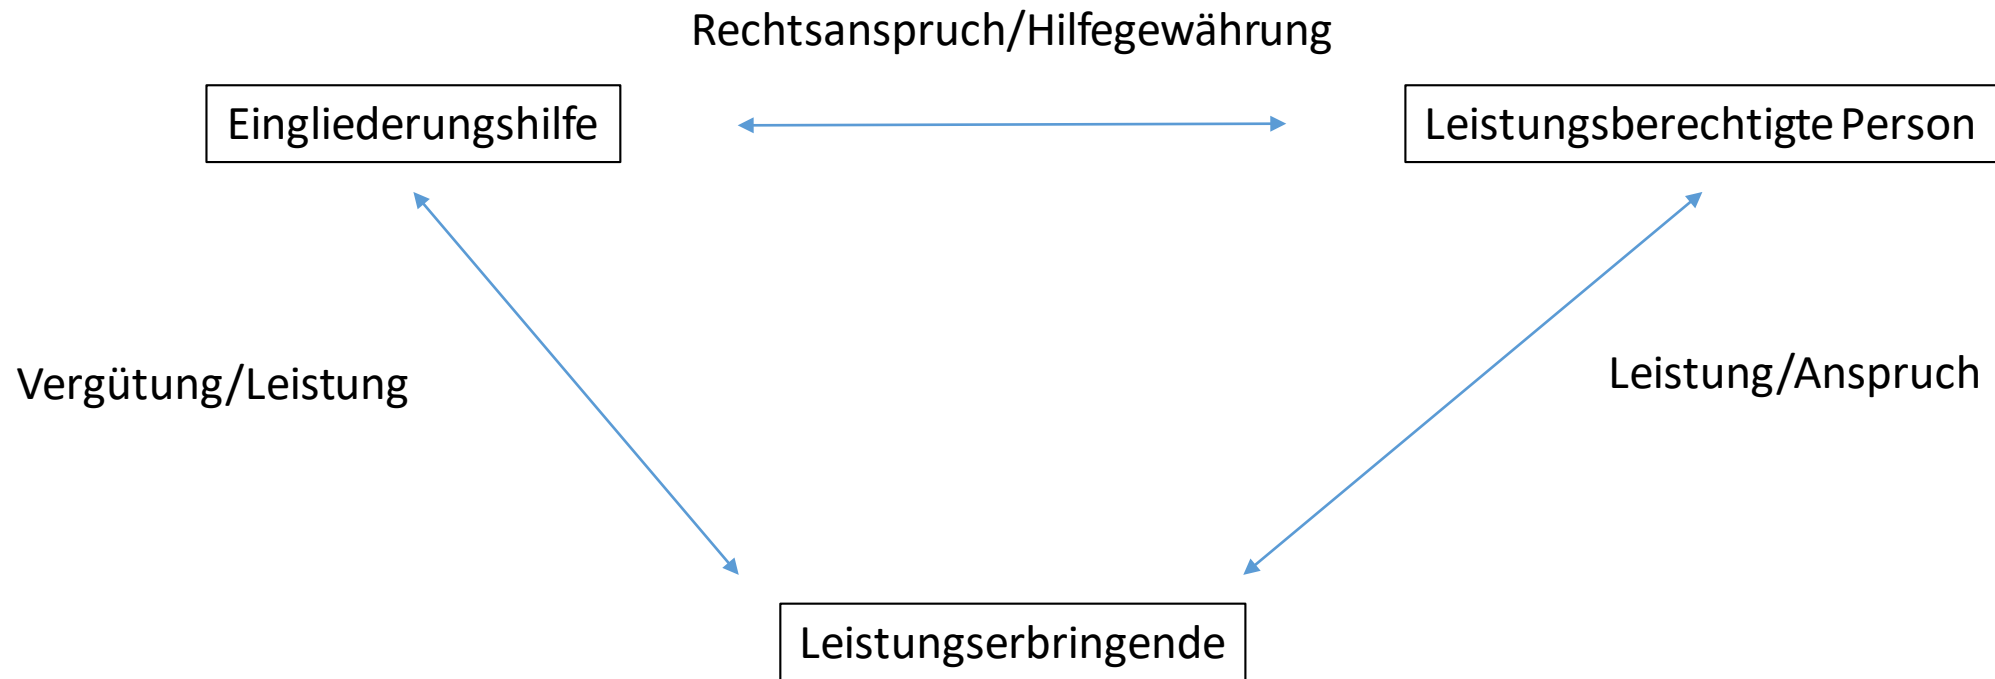 Rechtsanspruch/Hilfegewährung
Eingliederungshilfe
Leistungsberechtigte Person
Vergütung/Leistung
Leistung/Anspruch
Leistungserbringende